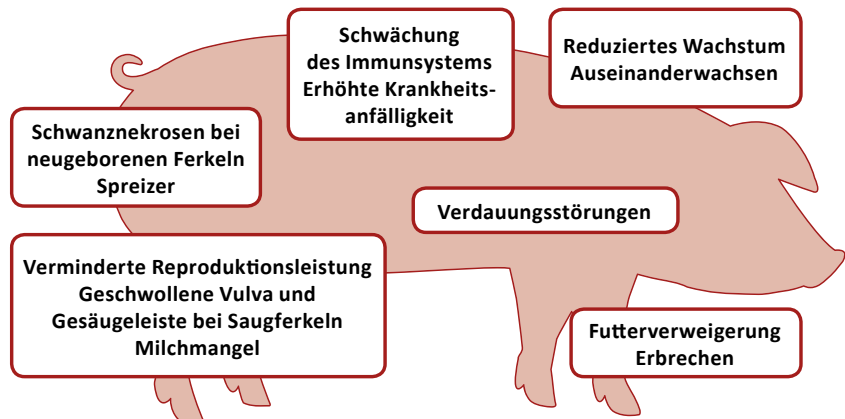 Schwächung
des Immunsystems
Erhöhte Krankheits-
anfälligkeit
Reduziertes Wachstum
Auseinanderwachsen
Schwanznekrosen bei
neugeborenen Ferkeln
Spreizer
Verdauungsstörungen
Verminderte Reproduktionsleistung
Geschwollene Vulva und
Gesäugeleiste bei Saugferkeln
Milchmangel
Futterverweigerung
Erbrechen